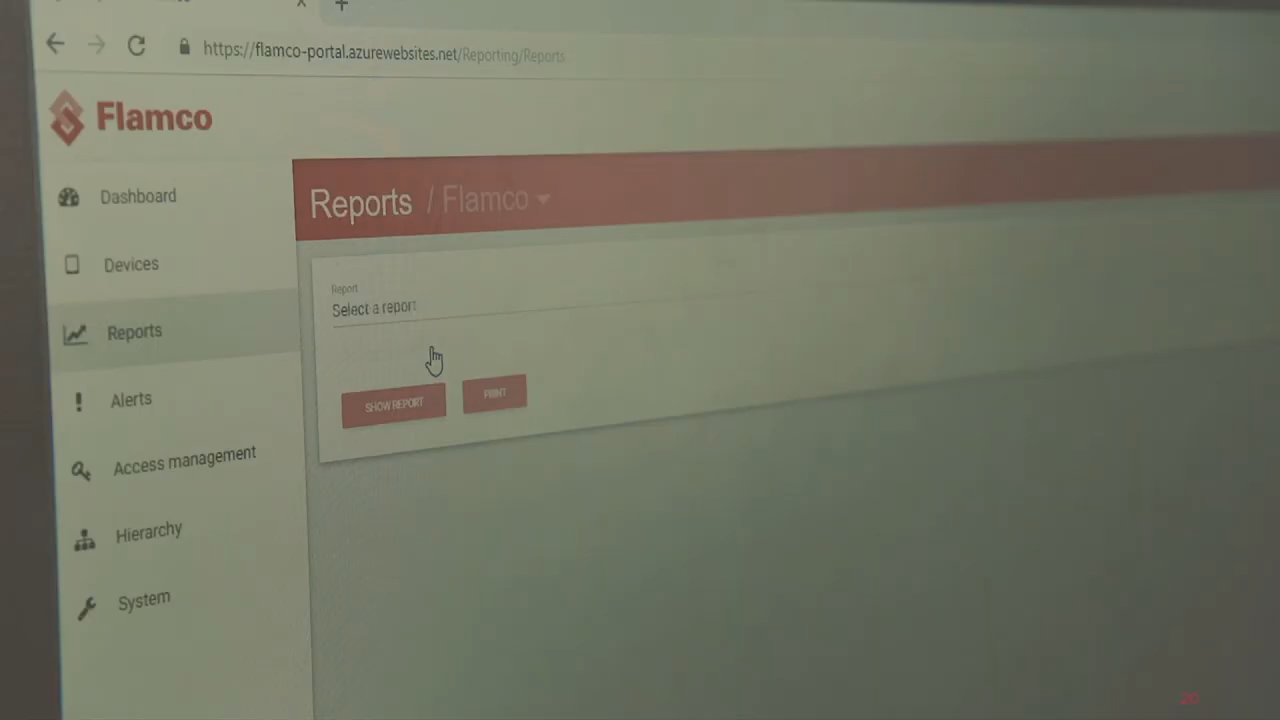 https://flamco-portal.azurewebsites.net/Reporting/Reports
Flamco
Dashboard
Devices
Reports
Alerts
Access management
Hierarchy
System
Reports / Flamco
Report
Select a report
SHOW REPORT
PRINT
20